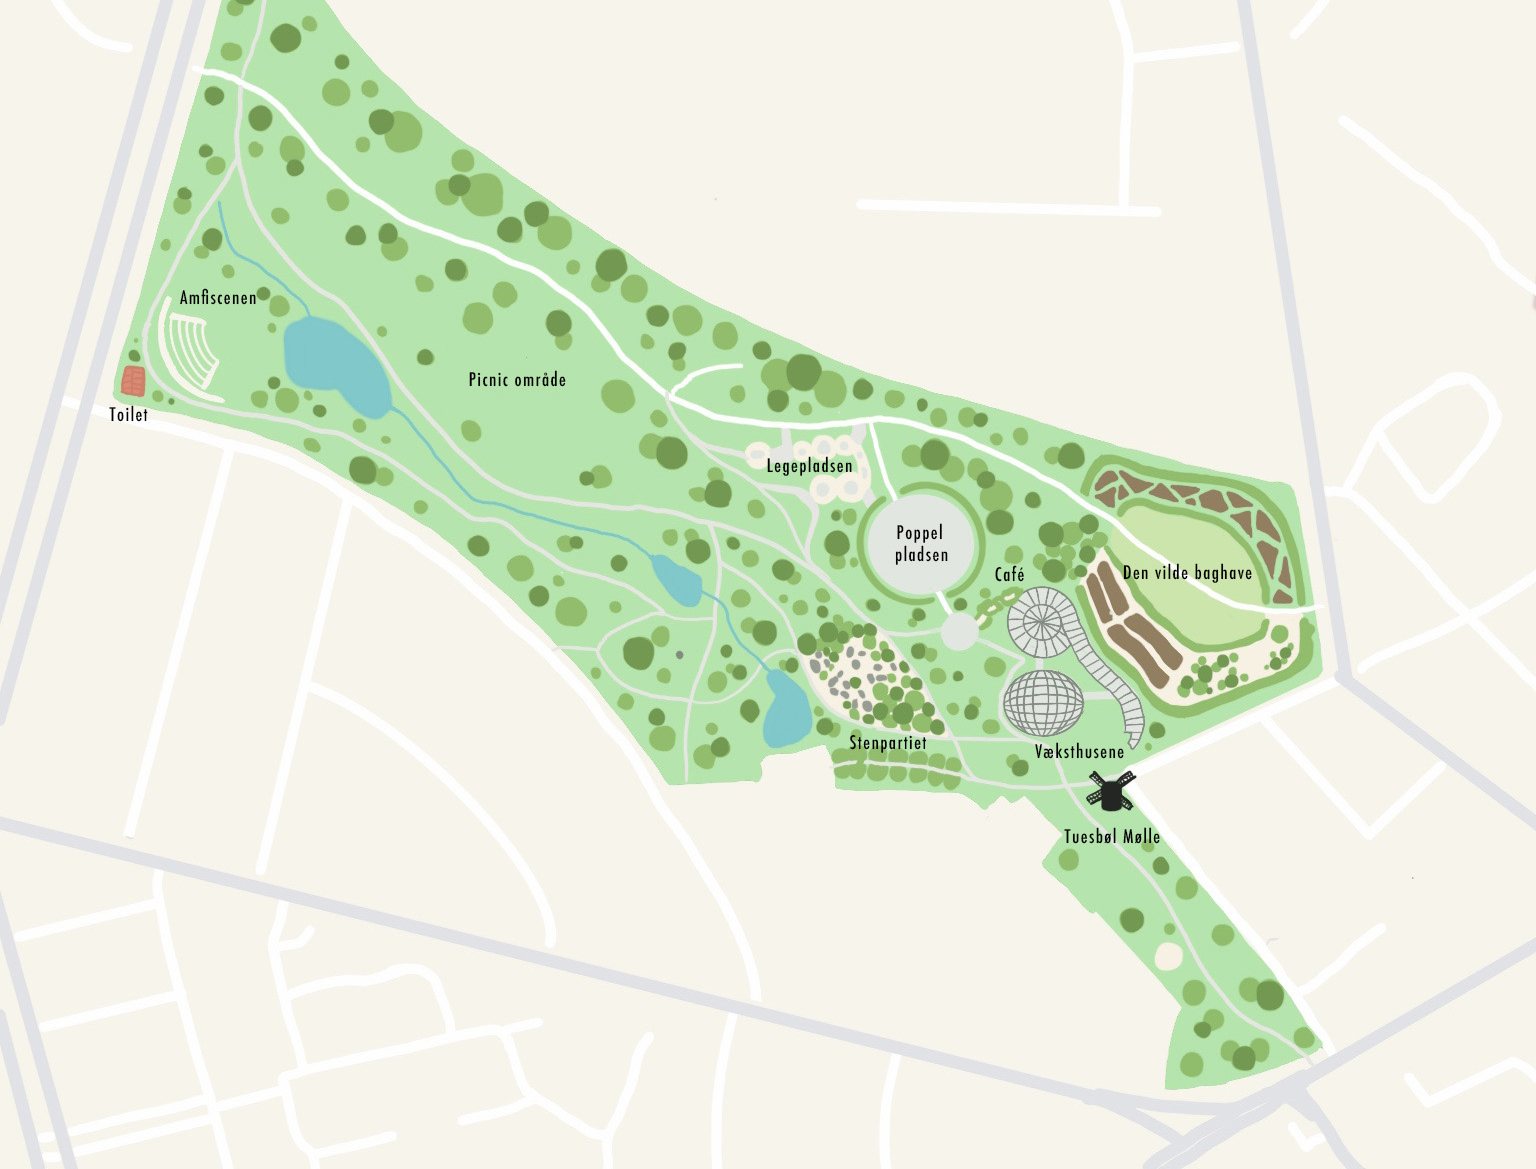 Amfiscenen
Picnic område
Toilet
Legepladsen
Poppel
pladsen
Café
Den vilde baghave
Stenpartiet
Væksthusene
Tuesbøl Mølle